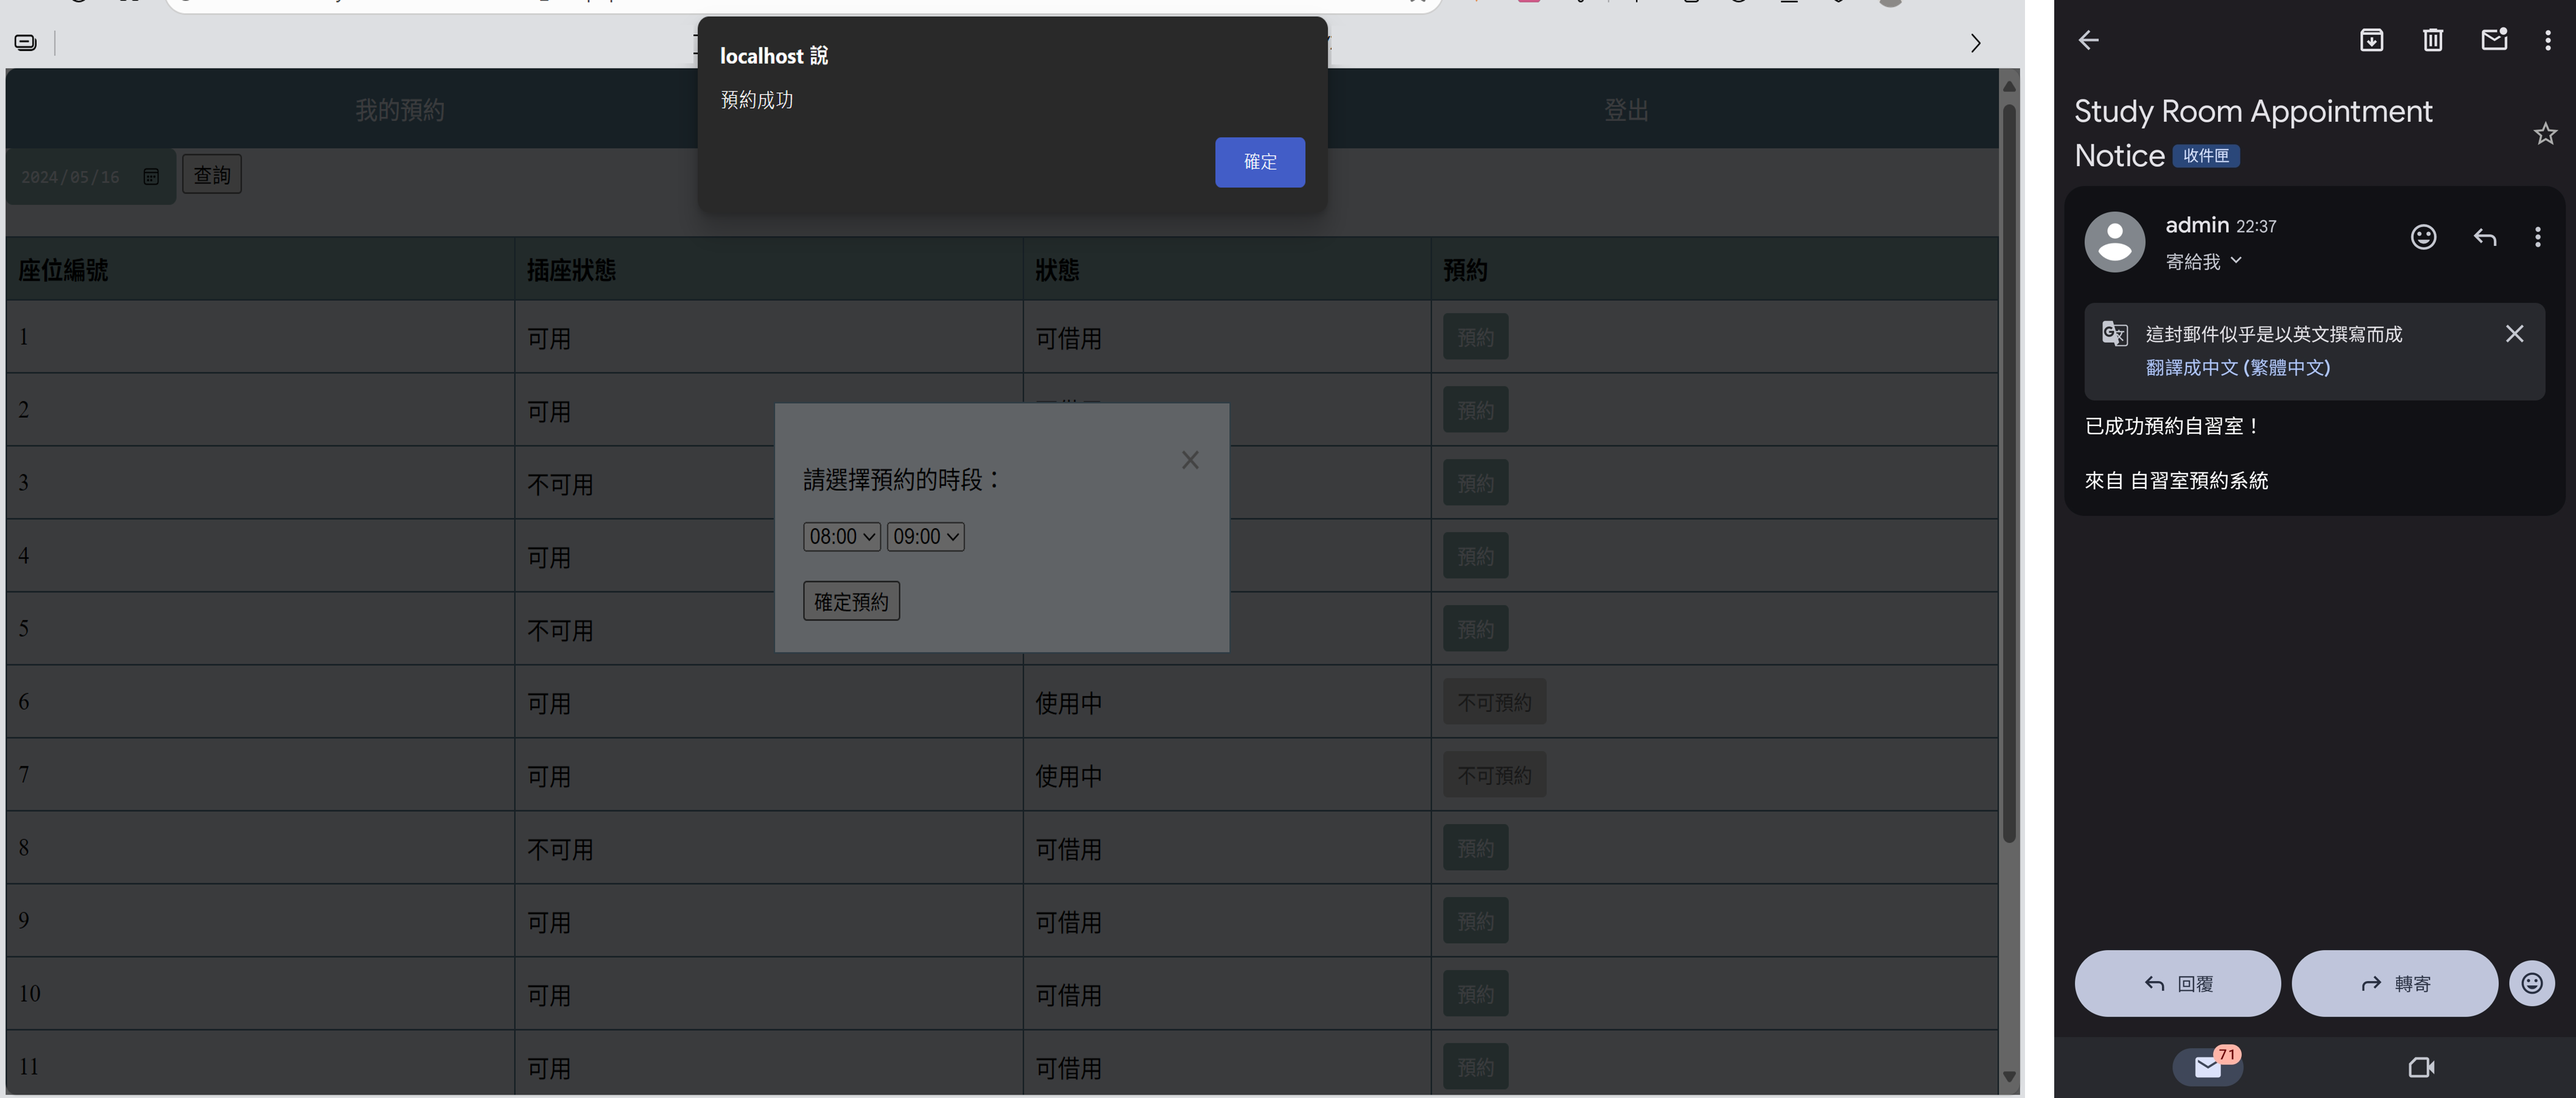 localhost 說
預約成功
確定
我的預約
登出
2024/05/16
查詢
座位編號 插座狀態 狀態 預約
1 可用 可借用 預約
2 可用 預約
3 不可用 預約
4 可用 預約
5 不可用 預約
6 可用 使用中 不可預約
7 可用 使用中 不可預約
8 不可用 可借用 預約
9 可用 可借用 預約
10 可用 可借用 預約
11 可用 可借用 預約
請選擇預約的時段：
×
08:00 09:00
確定預約
Study Room Appointment
Notice 收件匣
admin 22:37
寄給我
這封郵件似乎是以英文撰寫而成
翻譯成中文 (繁體中文)
已成功預約自習室！
來自 自習室預約系統
回覆
轉寄
71